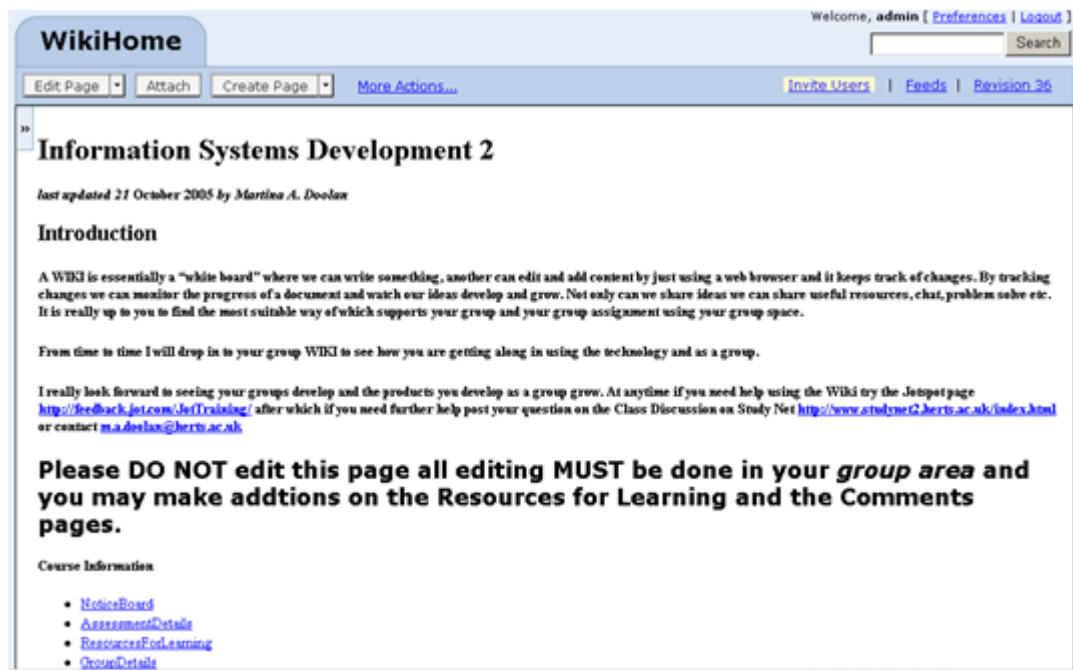 Welcome, admin [ Preferences | Logout ]
WikiHome
Search
Edit Page Attach Create Page More Actions... Invite Users | Feeds | Revision 36
»
Information Systems Development 2
last updated 21 October 2005 by Martina A. Doolan
Introduction
A WIKI is essentially a “white board” where we can write something, another can edit and add content by just using a web browser and it keeps track of changes. By tracking
changes we can monitor the progress of a document and watch our ideas develop and grow. Not only can we share ideas we can share useful resources, chat, problem solve etc.
It is really up to you to find the most suitable way of which supports your group and your group assignment using your group space.
From time to time I will drop in to your group WIKI to see how you are getting along in using the technology and as a group.
I really look forward to seeing your groups develop and the products you develop as a group grow. At anytime if you need help using the Wiki try the Jotspot page
http://feedback.jot.com/JotTraining/ after which if you need further help post your question on the Class Discussion on Study Net http://www.studynet2.herts.ac.uk/index.html
or contact m.a.doolan@herts.ac.uk
Please DO NOT edit this page all editing MUST be done in your group area and
you may make addtions on the Resources for Learning and the Comments
pages.
Course Information
• NoticeBoard
• AssessmentDetails
• ResourcesForLearning
• GroupDetails